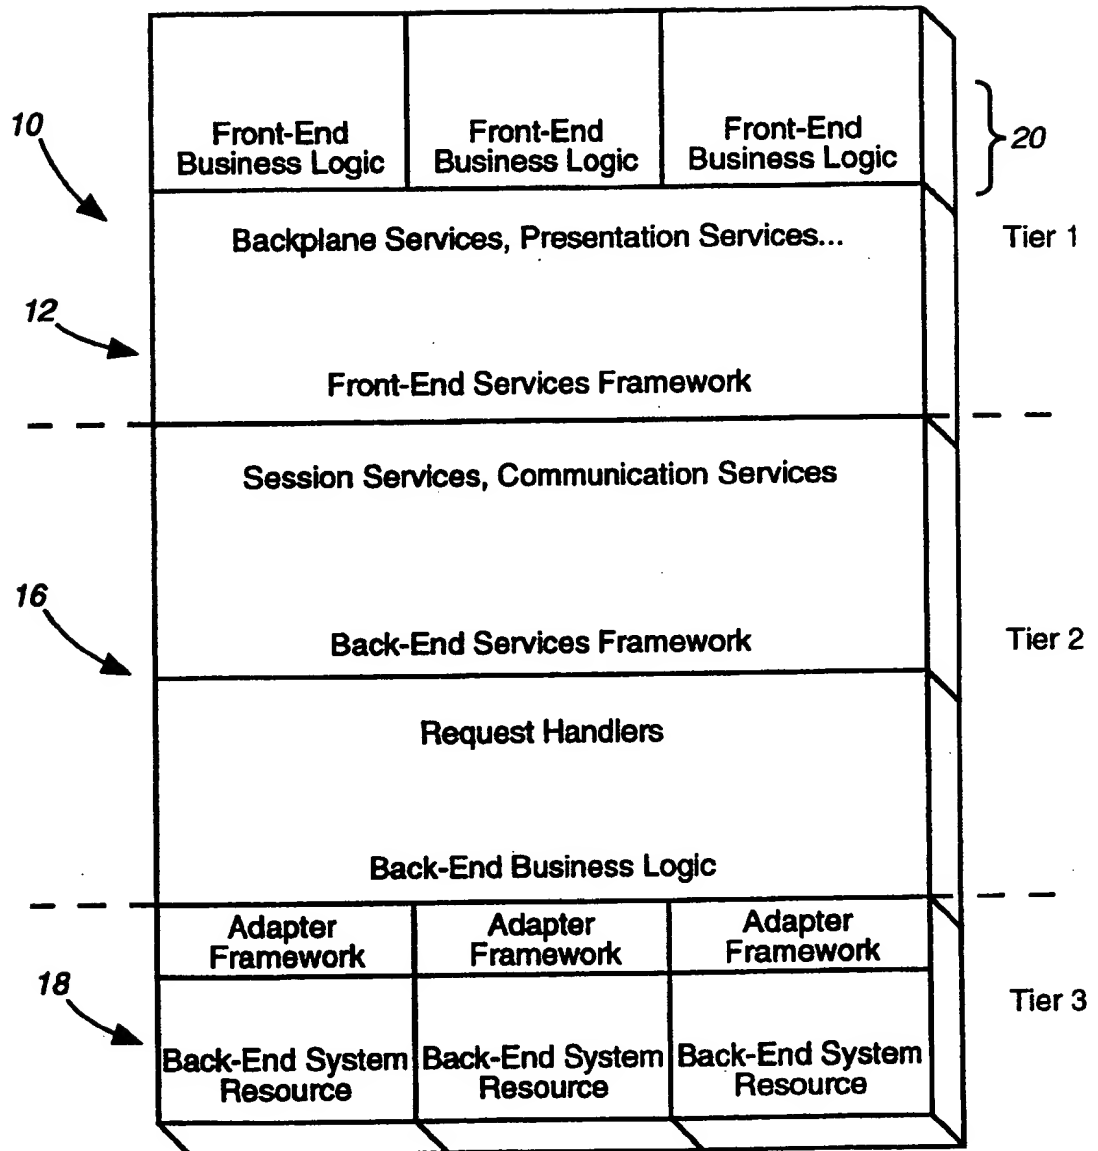 10
Front-End
Business Logic
Front-End
Business Logic
Front-End
Business Logic
20
Backplane Services, Presentation Services...
Tier 1
12
Front-End Services Framework
Session Services, Communication Services
16
Back-End Services Framework
Tier 2
Request Handlers
Back-End Business Logic
Adapter
Framework
Adapter
Framework
Adapter
Framework
18
Tier 3
Back-End System
Resource
Back-End System
Resource
Back-End System
Resource